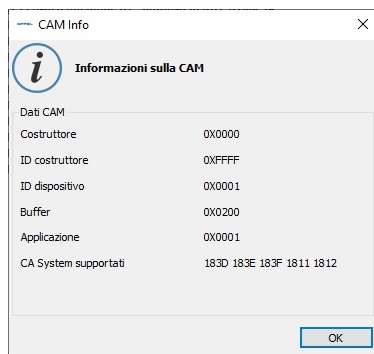 CAM Info
i
Informazioni sulla CAM
Dati CAM
Costruttore 0X0000
ID costruttore 0XFFFF
ID dispositivo 0X0001
Buffer 0X0200
Applicazione 0X0001
CA System supportati 183D 183E 183F 1811 1812
OK